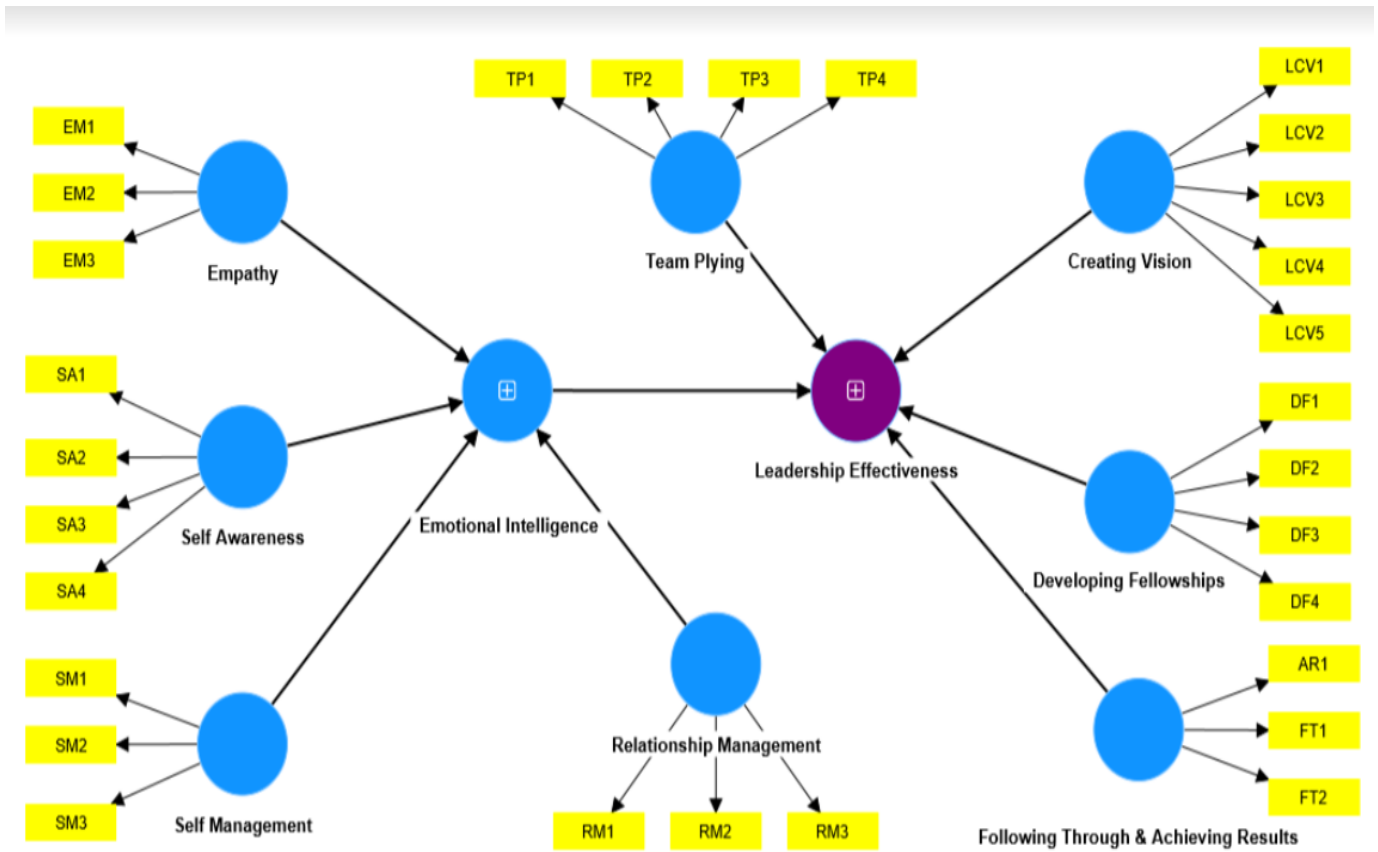 TP1
TP2
TP3
TP4
LCV1
LCV2
LCV3
LCV4
LCV5
EM1
EM2
EM3
Empathy
Team Plying
Creating Vision
SA1
SA2
SA3
SA4
Self Awareness
Emotional Intelligence
Leadership Effectiveness
DF1
DF2
DF3
DF4
Developing Fellowships
SM1
SM2
SM3
Self Management
Relationship Management
RM1
RM2
RM3
AR1
FT1
FT2
Following Through & Achieving Results